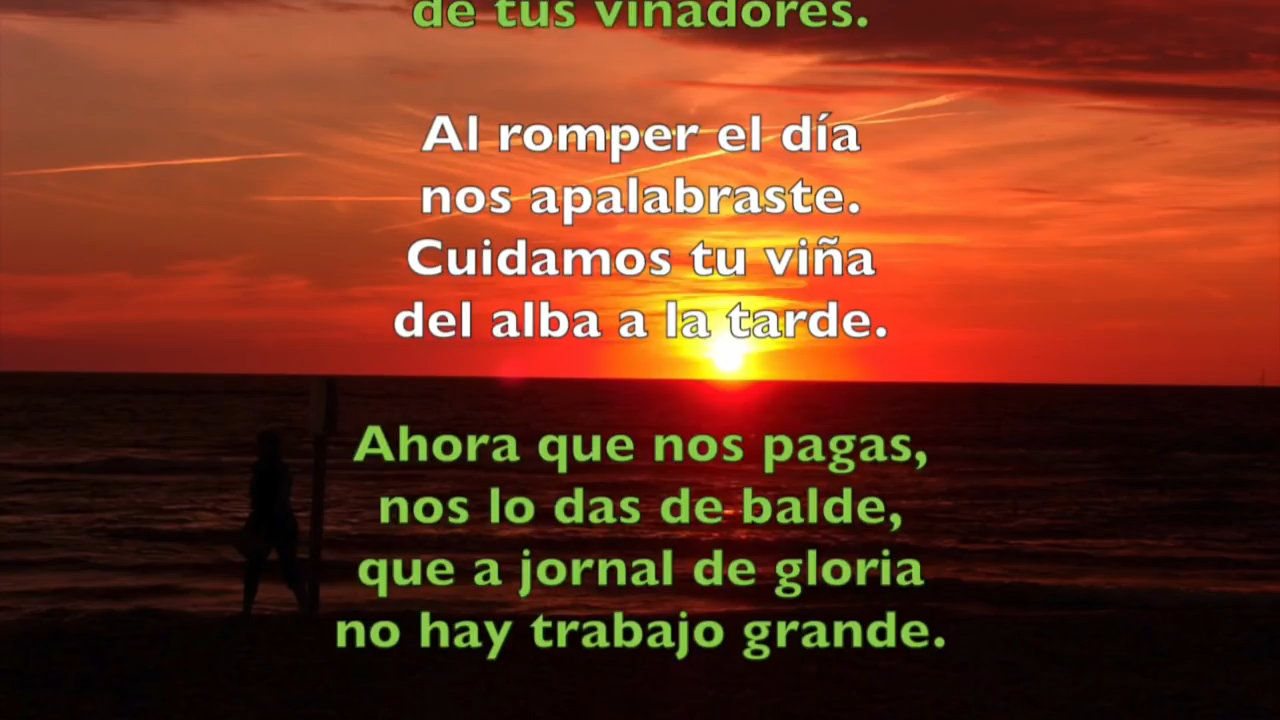 de tus viñadores.
Al romper el día
nos apalabraste.
Cuidamos tu viña
del alba a la tarde.
Ahora que nos pagas,
nos lo das de balde,
que a jornal de gloria
no hay trabajo grande.